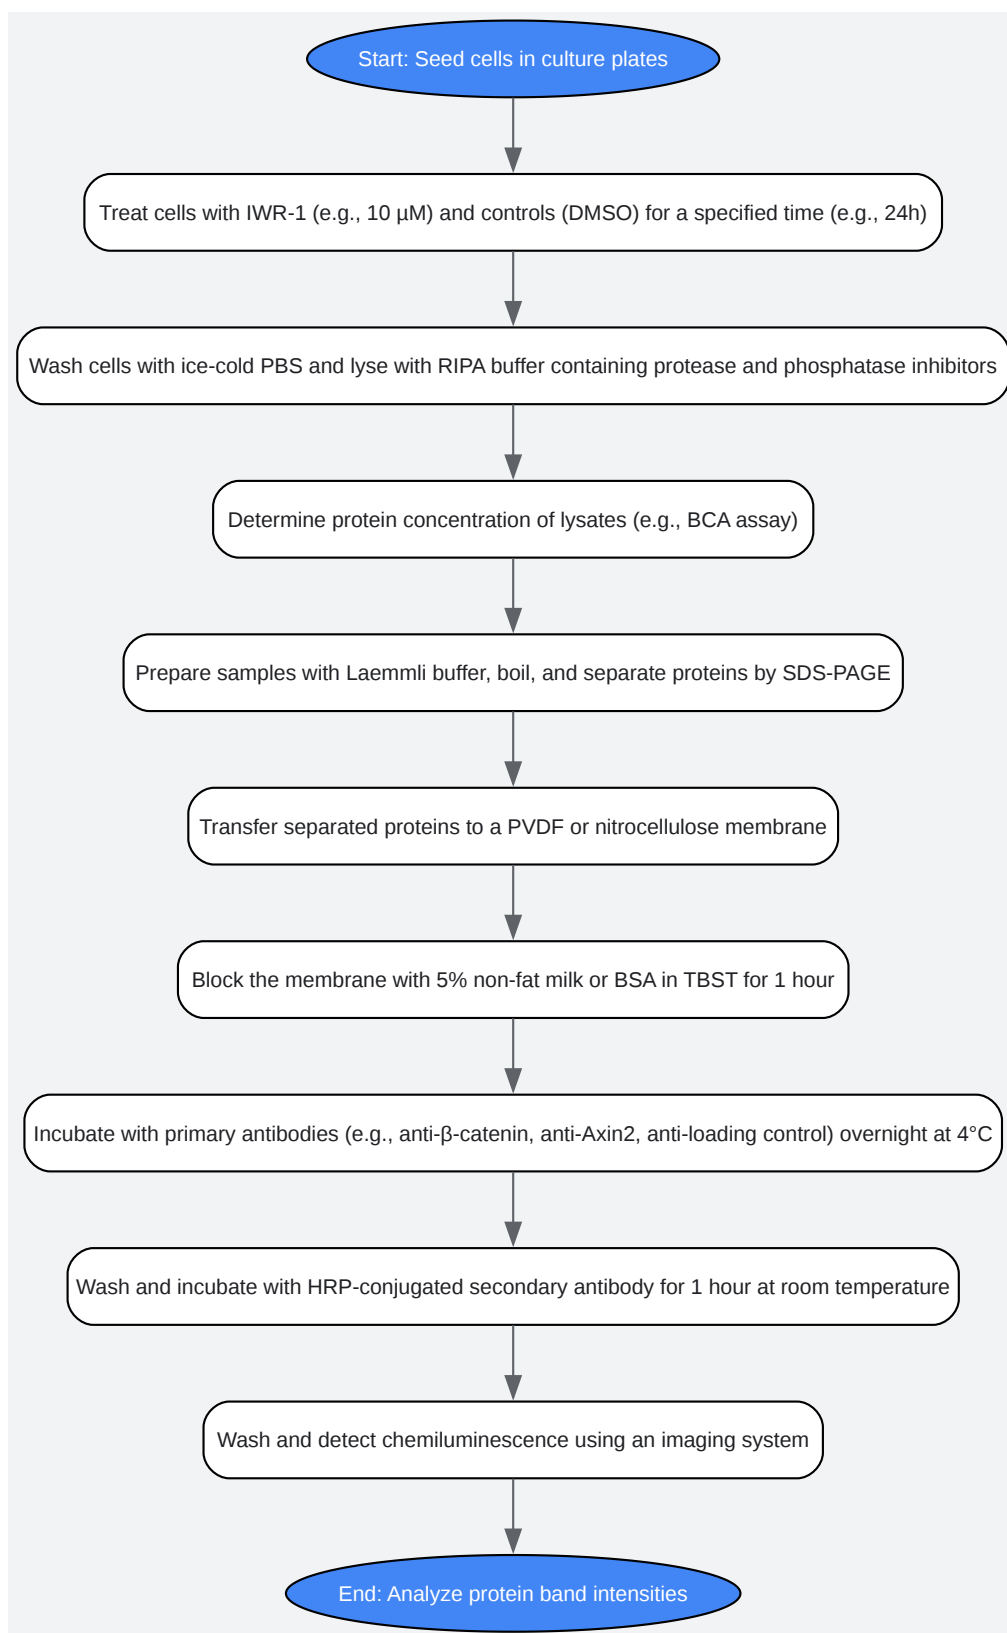 Start: Seed cells in culture plates
Treat cells with IWR-1 (e.g., 10 µM) and controls (DMSO) for a specified time (e.g., 24h)
Wash cells with ice-cold PBS and lyse with RIPA buffer containing protease and phosphatase inhibitors
Determine protein concentration of lysates (e.g., BCA assay)
Prepare samples with Laemmli buffer, boil, and separate proteins by SDS-PAGE
Transfer separated proteins to a PVDF or nitrocellulose membrane
Block the membrane with 5% non-fat milk or BSA in TBST for 1 hour
Incubate with primary antibodies (e.g., anti-β-catenin, anti-Axin2, anti-loading control) overnight at 4°C
Wash and incubate with HRP-conjugated secondary antibody for 1 hour at room temperature
Wash and detect chemiluminescence using an imaging system
End: Analyze protein band intensities